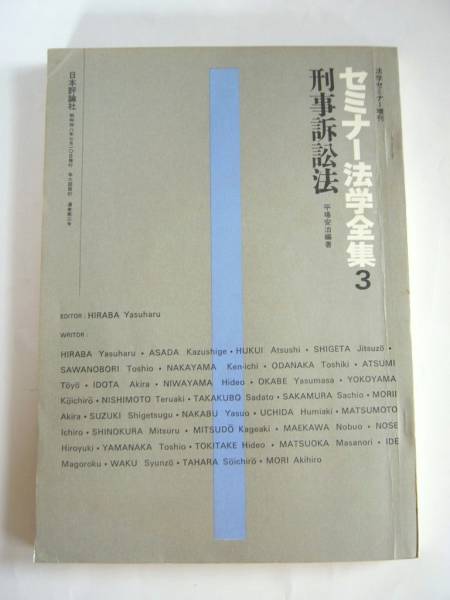 法学セミナー増刊
セミナー法学全集3
刑事訴訟法
平場安治編著
日本評論社
EDITOR: HIRABA Yasuharu
WRITOR:
HIRABA Yasuharu・ASADA Kazushige・HUKUI Atsushi・SHIGETA Jitsuzō・
SAWANOBORI Toshio・NAKAYAMA Ken-ichi・ODANAKA Toshiki・ATSUMI
Tōyō・IDOTA Akira・NIWAYAMA Hideo・OKABE Yasumasa・YOKOYAMA
Kōichirō・NISHIMOTO Teruaki・TAKAKUBO Sadato・SAKAMURA Sachio・MORII
Akira・SUZUKI Shigetsugu・NAKABU Yasuo・UCHIDA Humiaki・MATSUMOTO
Ichiro・SHINOKURA Mitsuru・MITSUDŌ Kageaki・MAEKAWA Nobuo・NOSE
Hiroyuki・YAMANAKA Toshio・TOKITAKE Hideo・MATSUOKA Masanori・IDE
Magoroku・WAKU Syunzō・TAHARA Sōichirō・MORI Akihiro